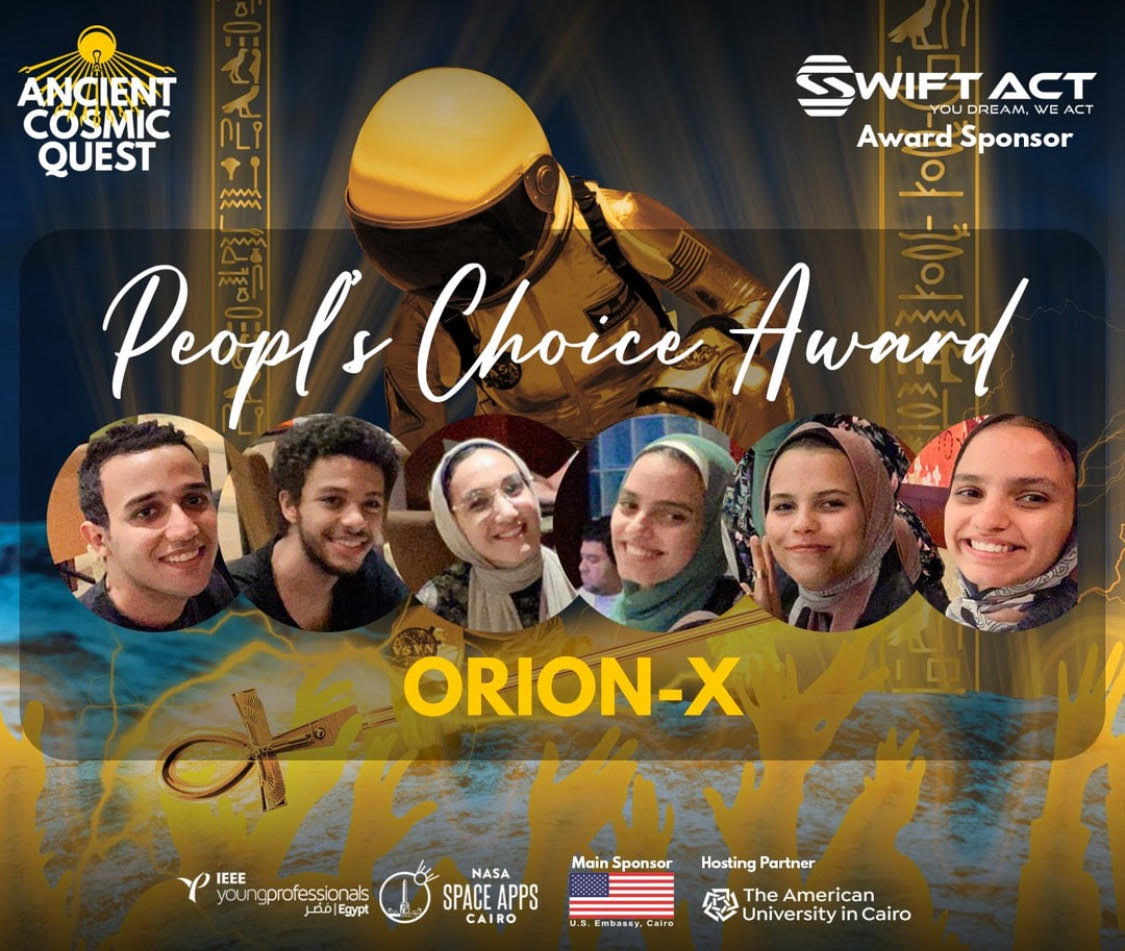 ANCIENT
COSMIC
QUEST
SWIFT ACT
YOU DREAM, WE ACT
Award Sponsor
Peopl's Choice Award
ORION-X
IEEE
youngprofessionals
مصر | Egypt
NASA
SPACE APPS
CAIRO
Main Sponsor
U.S. Embassy, Cairo
Hosting Partner
The American
University in Cairo